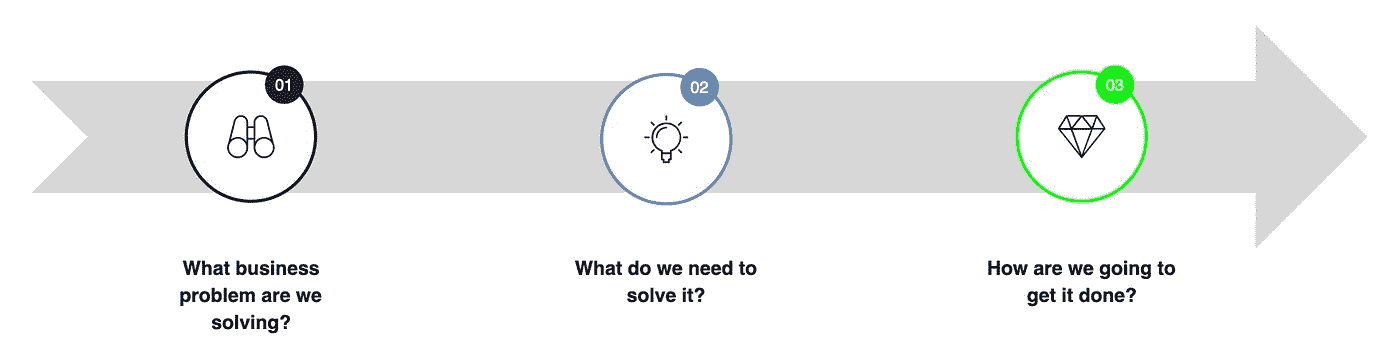 01
02
03
What business
problem are we
solving?
What do we need to
solve it?
How are we going to
get it done?